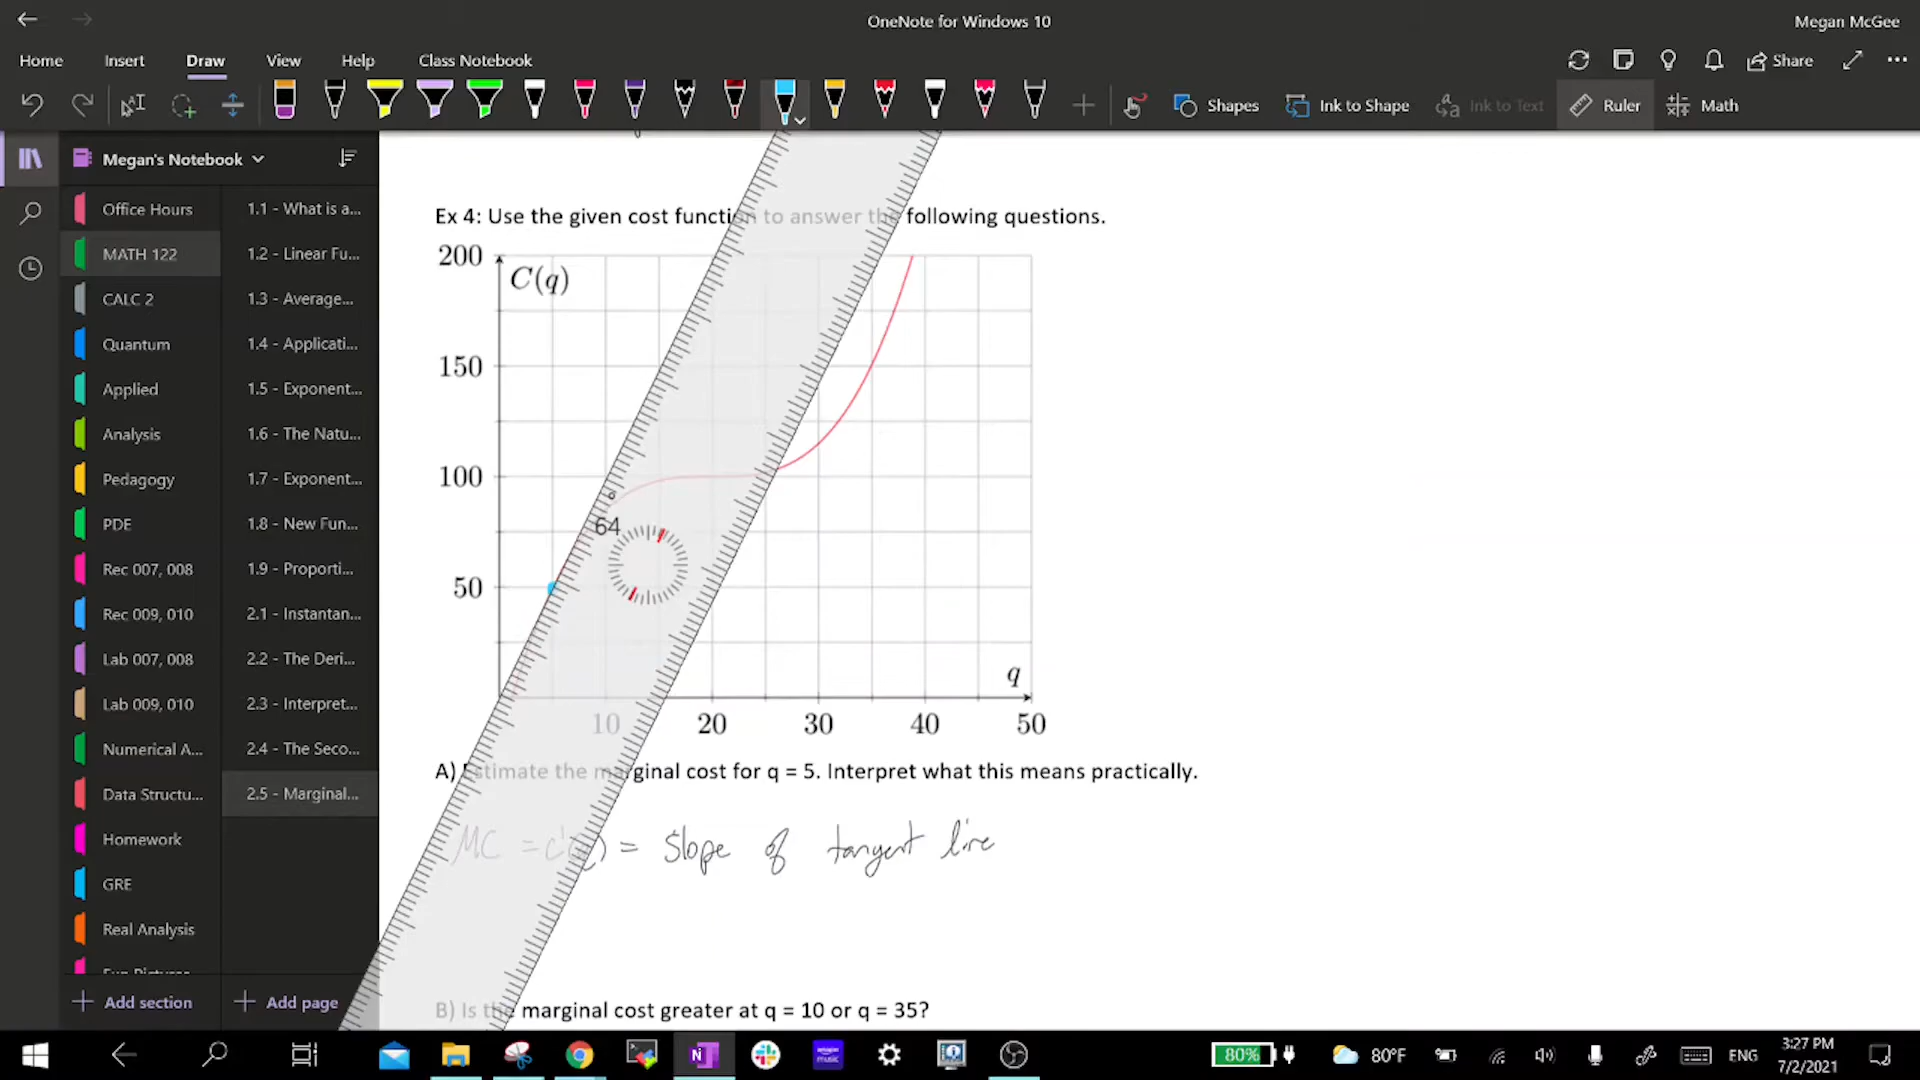 OneNote for Windows 10
Megan McGee
Home Insert Draw View Help Class Notebook
Share
Shapes Ink to Shape Ink to Text Ruler Math
Megan's Notebook
Office Hours
MATH 122
CALC 2
Quantum
Applied
Analysis
Pedagogy
PDE
Rec 007, 008
Rec 009, 010
Lab 007, 008
Lab 009, 010
Numerical A...
Data Structu...
Homework
GRE
Real Analysis
Fun Pictures
Add section
1.1 - What is a...
1.2 - Linear Fu...
1.3 - Average...
1.4 - Applicati...
1.5 - Exponent...
1.6 - The Natu...
1.7 - Exponent...
1.8 - New Fun...
1.9 - Proporti...
2.1 - Instantan...
2.2 - The Deri...
2.3 - Interpret...
2.4 - The Seco...
2.5 - Marginal...
Add page
Ex 4: Use the given cost function to answer the following questions.
200
C(q)
150
100
64°
50
q
10 20 30 40 50
A) Estimate the marginal cost for q = 5. Interpret what this means practically.
MC = C'(q) = Slope of tangent line
B) Is the marginal cost greater at q = 10 or q = 35?
80%
80°F
ENG
3:27 PM
7/2/2021